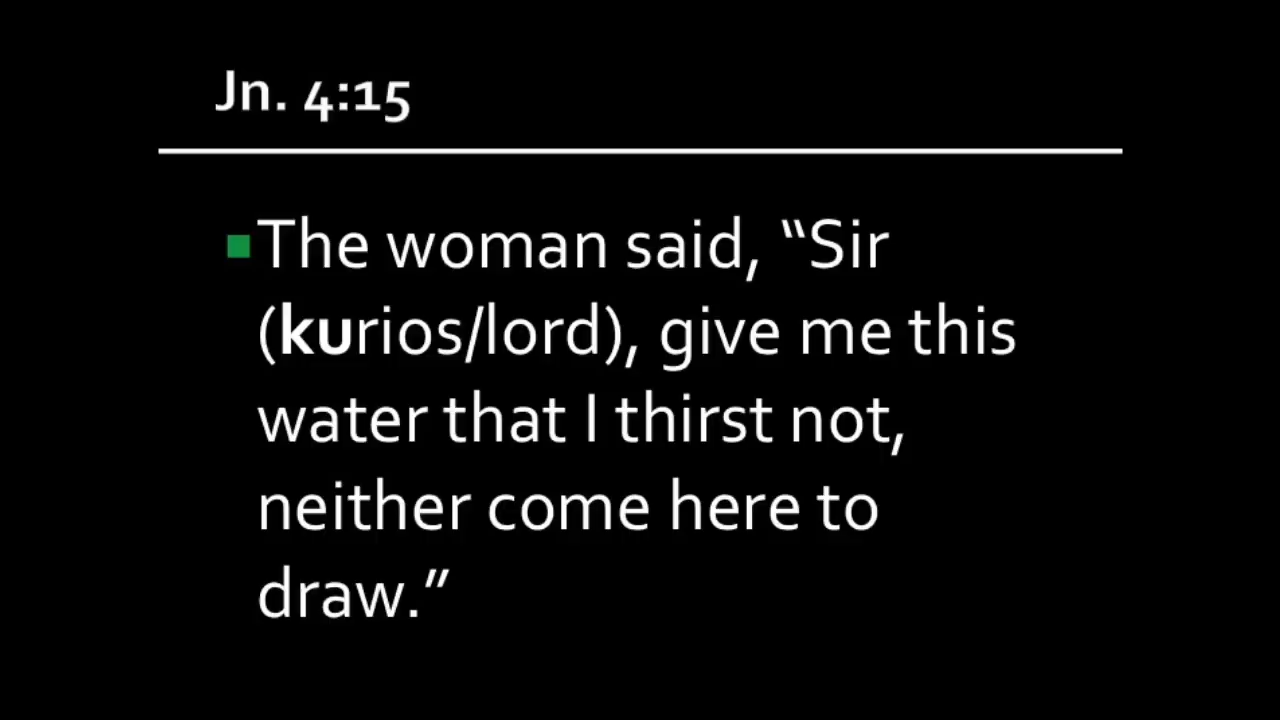 Jn. 4:15
The woman said, “Sir
(kurios/lord), give me this
water that I thirst not,
neither come here to
draw.”